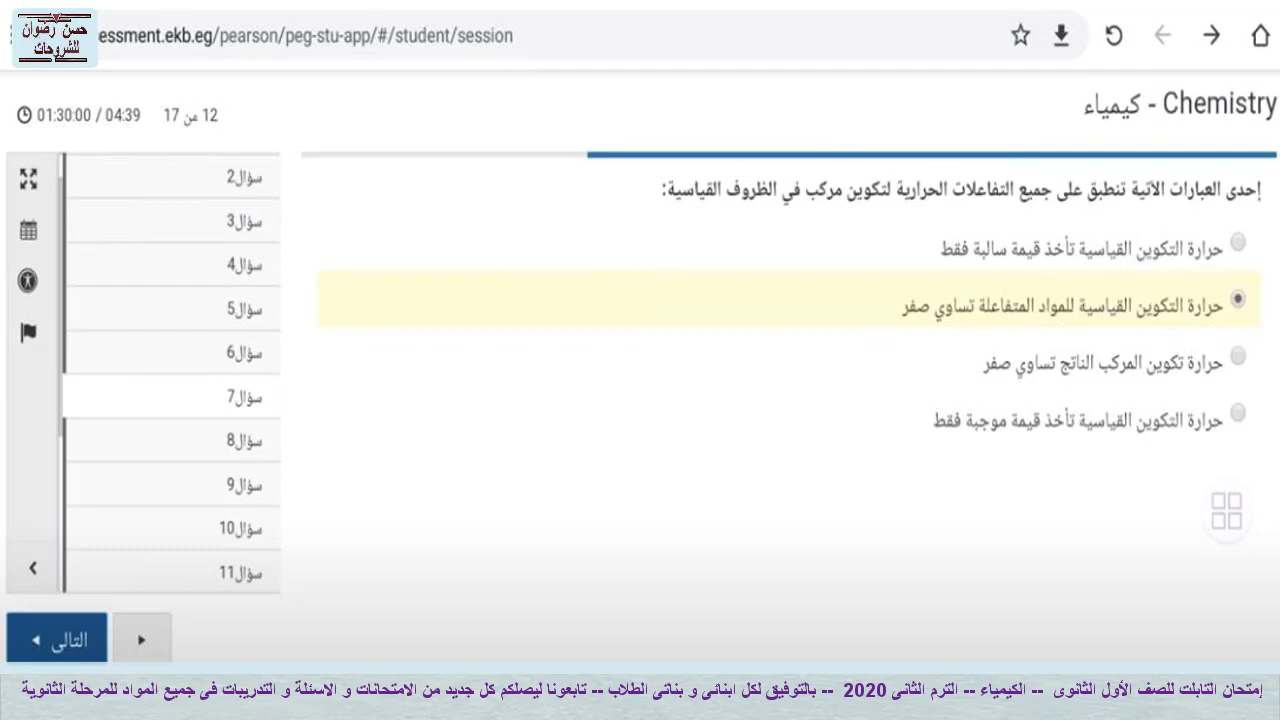 حسن رضوان
للشروحات
essment.ekb.eg/pearson/peg-stu-app/#/student/session
Chemistry - كيمياء
12 من 17
01:30:00 / 04:39
إحدى العبارات الآتية تنطبق على جميع التفاعلات الحرارية لتكوين مركب في الظروف القياسية:
حرارة التكوين القياسية تأخذ قيمة سالبة فقط
حرارة التكوين القياسية للمواد المتفاعلة تساوي صفر
حرارة تكوين المركب الناتج تساوي صفر
حرارة التكوين القياسية تأخذ قيمة موجبة فقط
سؤال2
سؤال3
سؤال4
سؤال5
سؤال6
سؤال7
سؤال8
سؤال9
سؤال10
سؤال11
التالى
إمتحان التابلت للصف الأول الثانوى -- الكيمياء -- الترم الثانى 2020 -- بالتوفيق لكل ابنائى و بناتى الطلاب -- تابعونا ليصلكم كل جديد من الامتحانات و الاسئلة و التدريبات فى جميع المواد للمرحلة الثانوية